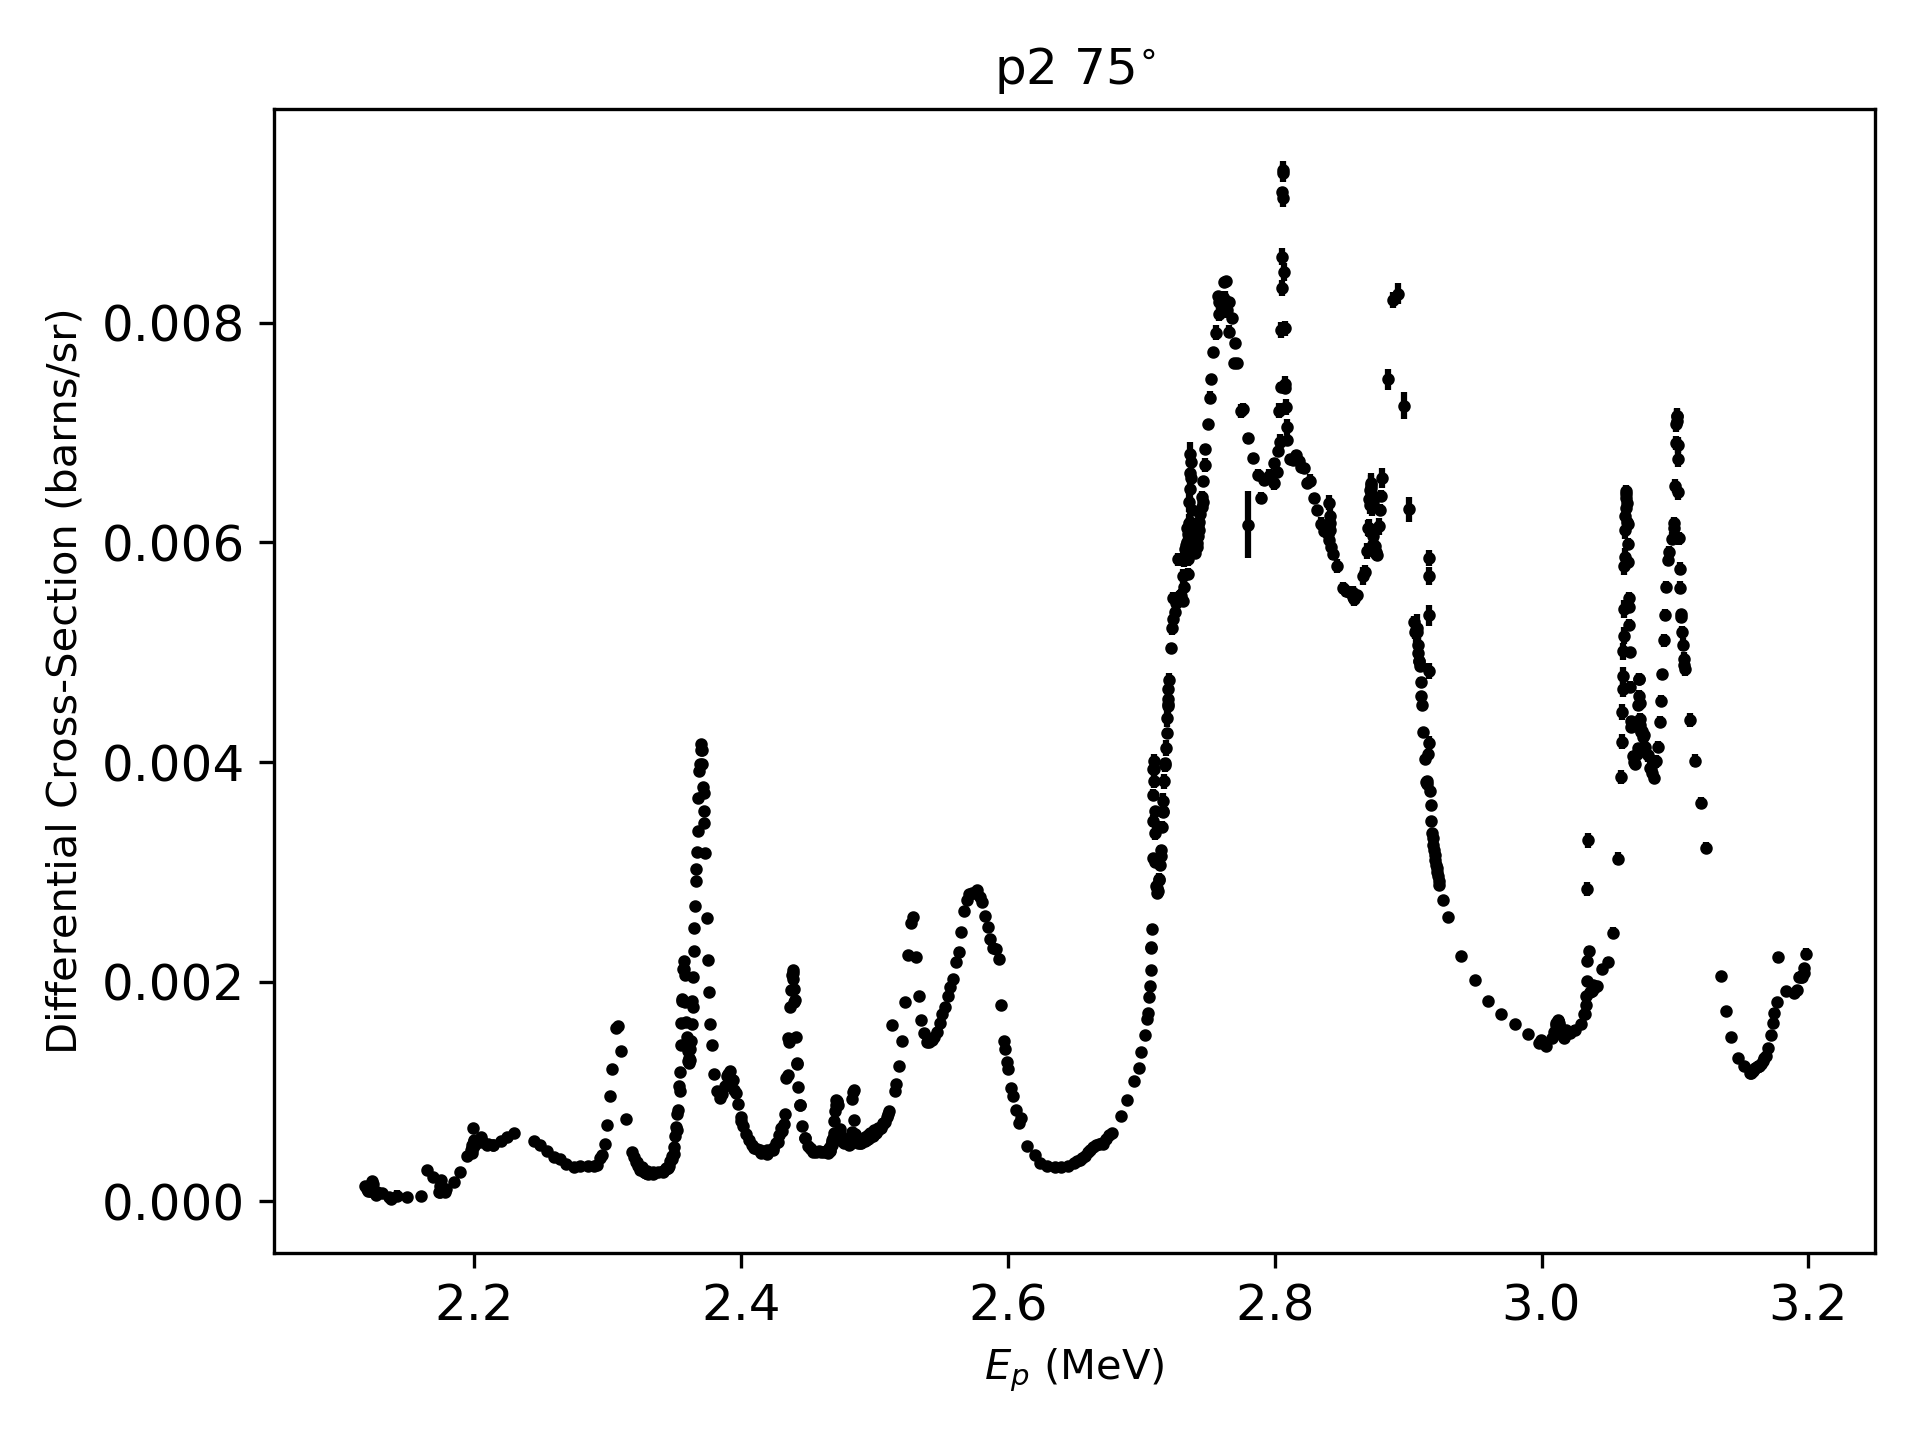 p2 75°
Differential Cross-Section (barns/sr)
0.008
0.006
0.004
0.002
0.000
2.2 2.4 2.6 2.8 3.0 3.2
Eₚ (MeV)